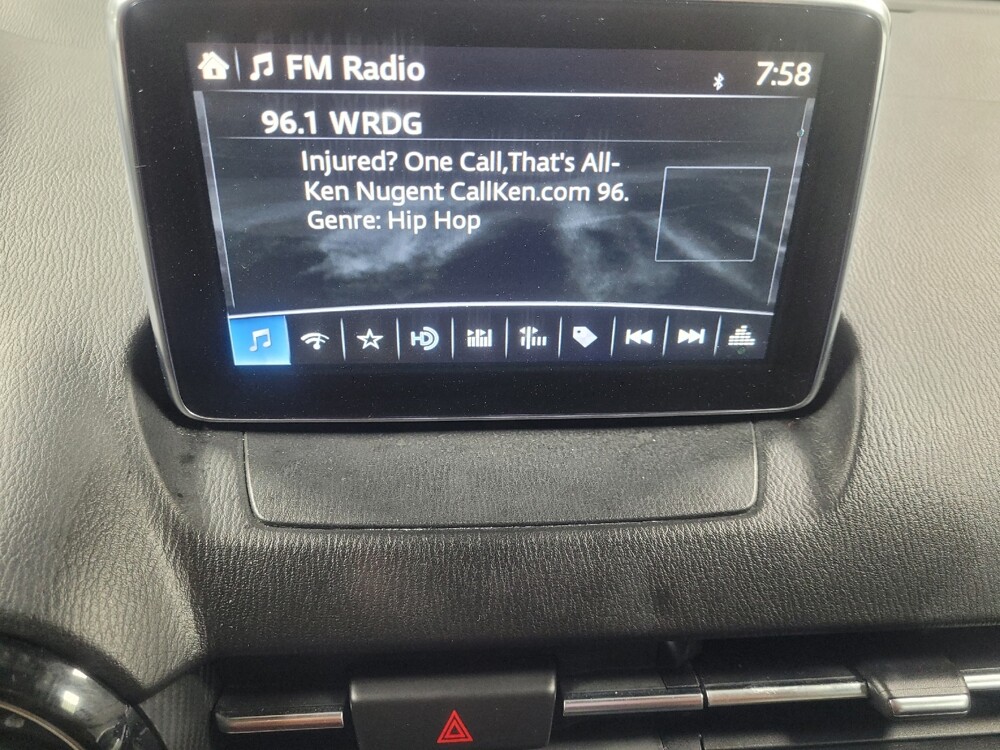 FM Radio
7:58
96.1 WRDG
Injured? One Call,That's All-
Ken Nugent CallKen.com 96.
Genre: Hip Hop
HD